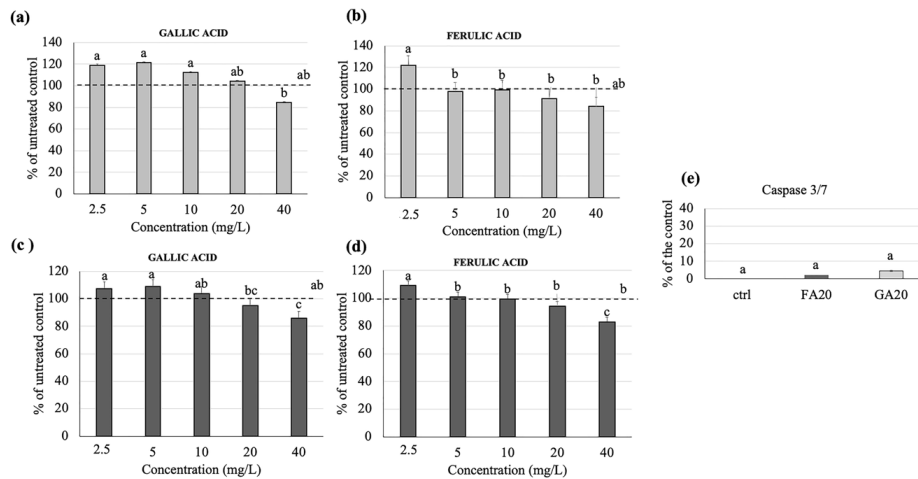 (a)
GALLIC ACID
% of untreated control
140
120
100
80
60
40
20
0
a
a
a
ab
b
ab
2.5 5 10 20 40
Concentration (mg/L)
(b)
FERULIC ACID
% of untreated control
140
120
100
80
60
40
20
0
a
b
b
b
b
ab
2.5 5 10 20 40
Concentration (mg/L)
(c )
GALLIC ACID
% of untreated control
120
100
80
60
40
20
0
a
a
ab
bc
c
ab
2.5 5 10 20 40
Concentration (mg/L)
(d)
FERULIC ACID
% of untreated control
120
100
80
60
40
20
0
a
b
b
b
c
b
2.5 5 10 20 40
Concentration (mg/L)
(e)
Caspase 3/7
% of the control
40
30
20
10
0
a
a
a
ctrl FA20 GA20